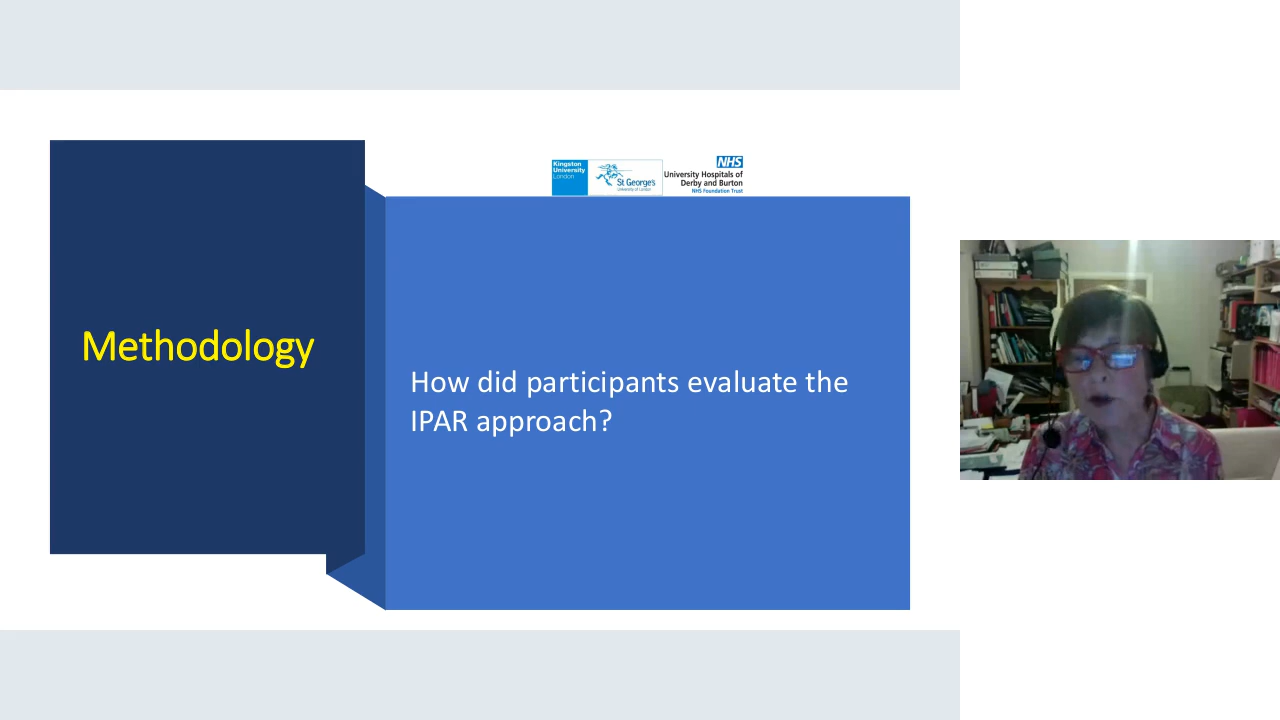 Kingston
University
London
St George's
University of London
NHS
University Hospitals of
Derby and Burton
NHS Foundation Trust
Methodology
How did participants evaluate the
IPAR approach?